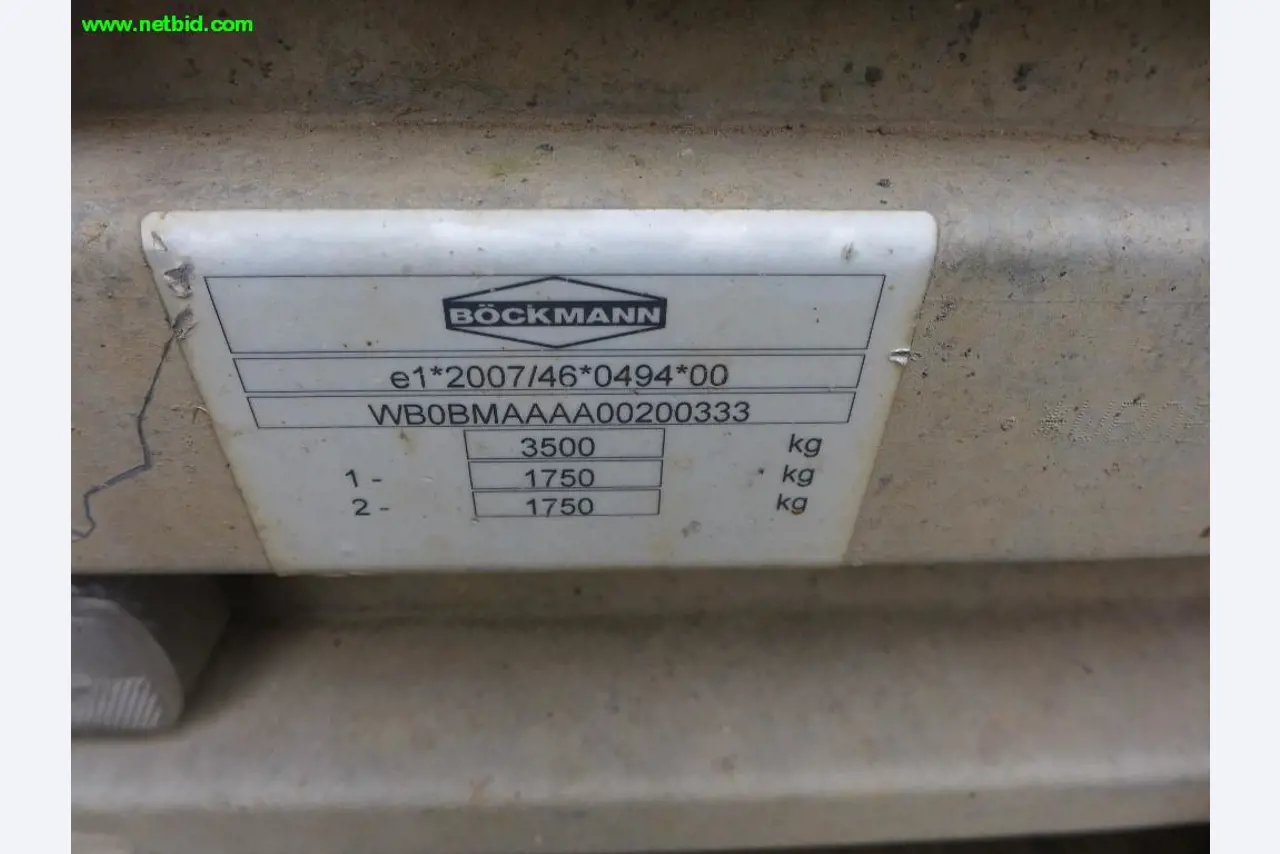 www.netbid.com
BÖCKMANN
e1*2007/46*0494*00
WB0BMAAAA00200333
3500 kg
1 - 1750 kg
2 - 1750 kg